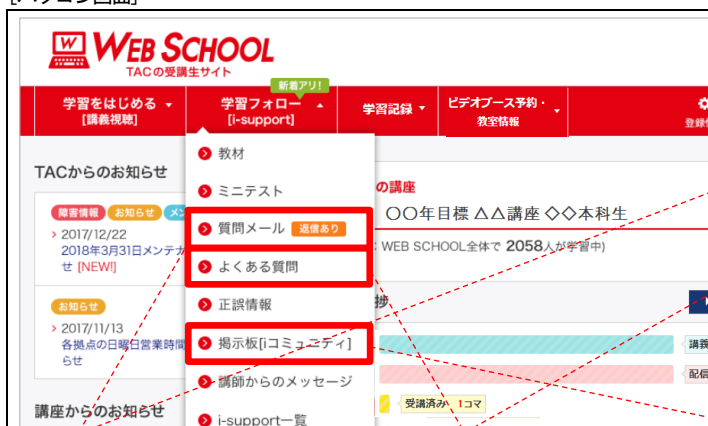 [パソコン画面]
WEB SCHOOL
TACの受講生サイト
新着アリ!
学習をはじめる
[講義視聴]
学習フォロー
[i-support]
学習記録
ビデオブース予約・
教室情報
TACからのお知らせ
障害情報 お知らせ
2017/12/22
2018年3月31日メンテナ
せ [NEW!]
お知らせ
2017/11/13
各拠点の日曜日営業時間
らせ
講座からのお知らせ
教材
ミニテスト
質問メール 返信あり
よくある質問
正誤情報
掲示板[iコミュニティ]
講師からのメッセージ
i-support一覧
の講座
〇〇年目標 △△講座 ◇◇本科生
WEB SCHOOL全体で 2058人が学習中)
捗
受講済み 1コマ
講義
配信